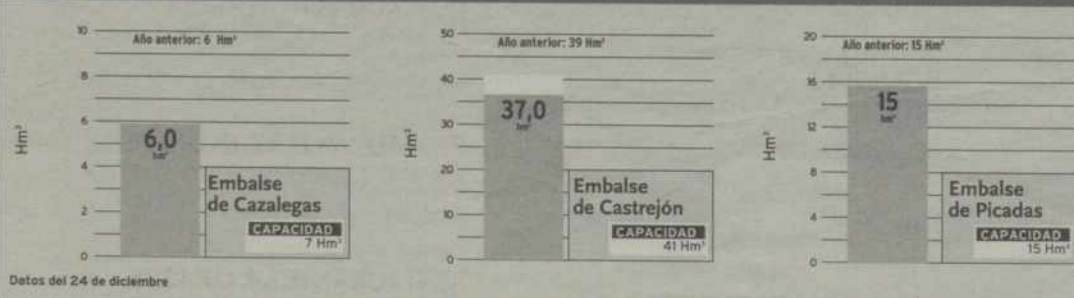 Año anterior: 6 Hm³
Hm³
10
8
6
4
2
0
6,0
hm³
Embalse
de Cazalegas
CAPACIDAD
7 Hm³
Año anterior: 39 Hm³
Hm³
50
40
30
20
10
0
37,0
hm³
Embalse
de Castrejón
CAPACIDAD
41 Hm³
Año anterior: 15 Hm³
Hm³
20
16
12
8
4
0
15
hm³
Embalse
de Picadas
CAPACIDAD
15 Hm³
Datos del 24 de diciembre